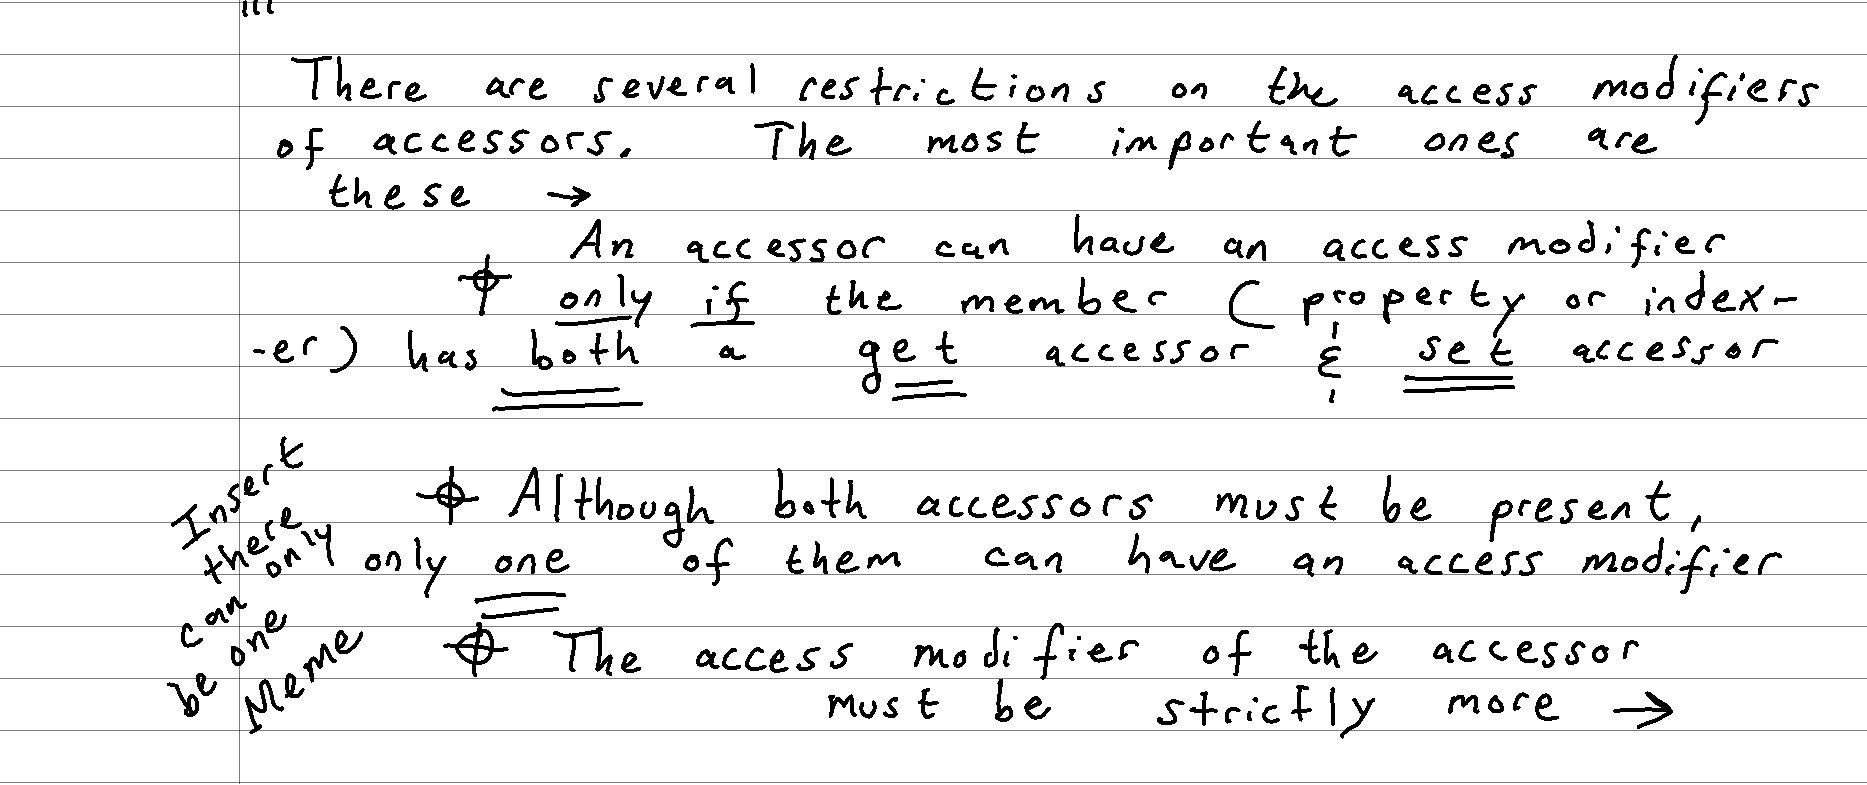 There are several restrictions on the access modifiers
of accessors. The most important ones are
these →
An accessor can have an access modifier
only if the member ( property or index-
-er) has both a get accessor & set accessor
Insert
there
can only
be one
Meme
Although both accessors must be present,
only one of them can have an access modifier
The access modifier of the accessor
must be strictly more →